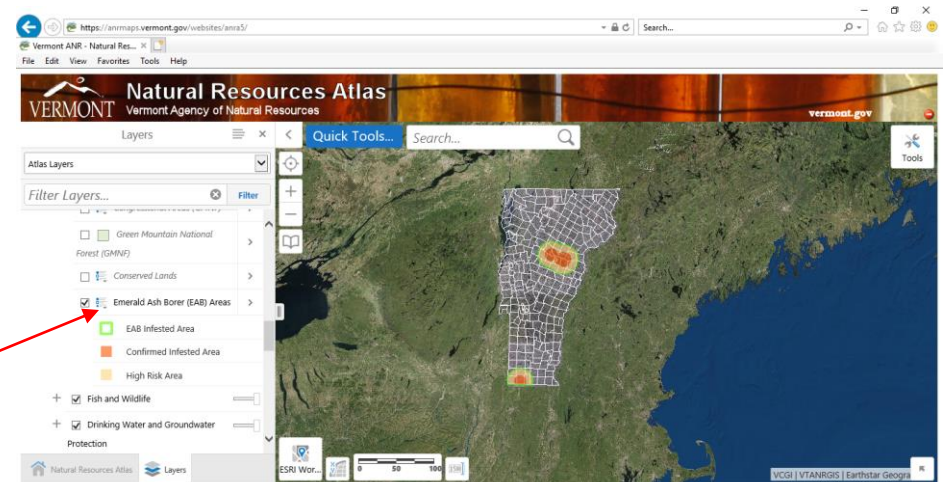 https://anrmaps.vermont.gov/websites/anra5/
Search...
Vermont ANR - Natural Res...
File Edit View Favorites Tools Help
VERMONT
Natural Resources Atlas
Vermont Agency of Natural Resources
vermont.gov
Layers
Quick Tools...
Search...
Tools
Atlas Layers
Filter Layers...
Filter
Green Mountain National
Forest (GMNF)
Conserved Lands
Emerald Ash Borer (EAB) Areas
EAB Infested Area
Confirmed Infested Area
High Risk Area
Fish and Wildlife
Drinking Water and Groundwater
Protection
Natural Resources Atlas
Layers
ESRI Wor...
0 50 100
VCGI | VTANRGIS | Earthstar Geogra